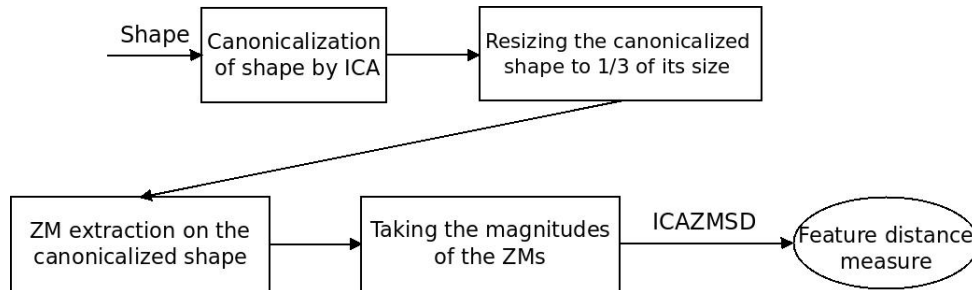 Shape
Canonicalization
of shape by ICA
Resizing the canonicalized
shape to 1/3 of its size
ZM extraction on the
canonicalized shape
Taking the magnitudes
of the ZMs
ICAZMSD
Feature distance
measure